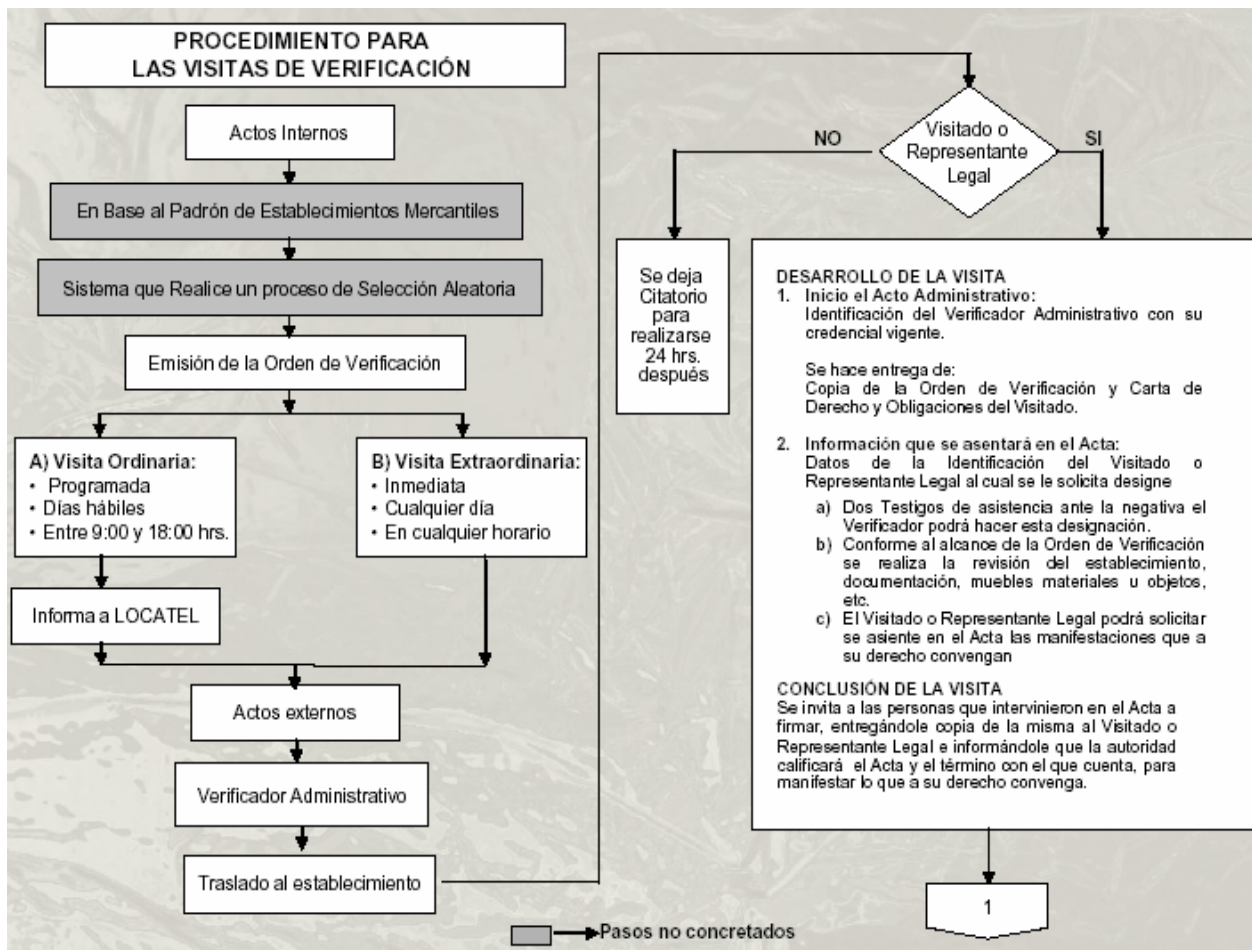 PROCEDIMIENTO PARA
LAS VISITAS DE VERIFICACIÓN
Actos Internos
En Base al Padrón de Establecimientos Mercantiles
Sistema que Realice un proceso de Selección Aleatoria
Emisión de la Orden de Verificación
A) Visita Ordinaria:
• Programada
• Días hábiles
• Entre 9:00 y 18:00 hrs.
B) Visita Extraordinaria:
• Inmediata
• Cualquier día
• En cualquier horario
Informa a LOCATEL
Actos externos
Verificador Administrativo
Traslado al establecimiento
Visitado o
Representante
Legal
NO
SI
Se deja
Citatorio
para
realizarse
24 hrs.
después
DESARROLLO DE LA VISITA
1. Inicio el Acto Administrativo:
Identificación del Verificador Administrativo con su
credencial vigente.
Se hace entrega de:
Copia de la Orden de Verificación y Carta de
Derecho y Obligaciones del Visitado.
2. Información que se asentará en el Acta:
Datos de la Identificación del Visitado o
Representante Legal al cual se le solicita designe
a) Dos Testigos de asistencia ante la negativa el
Verificador podrá hacer esta designación.
b) Conforme al alcance de la Orden de Verificación
se realiza la revisión del establecimiento,
documentación, muebles materiales u objetos,
etc.
c) El Visitado o Representante Legal podrá solicitar
se asiente en el Acta las manifestaciones que a
su derecho convengan
CONCLUSIÓN DE LA VISITA
Se invita a las personas que intervinieron en el Acta a
firmar, entregándole copia de la misma al Visitado o
Representante Legal e informándole que la autoridad
calificará el Acta y el término con el que cuenta, para
manifestar lo que a su derecho convenga.
1
Pasos no concretados